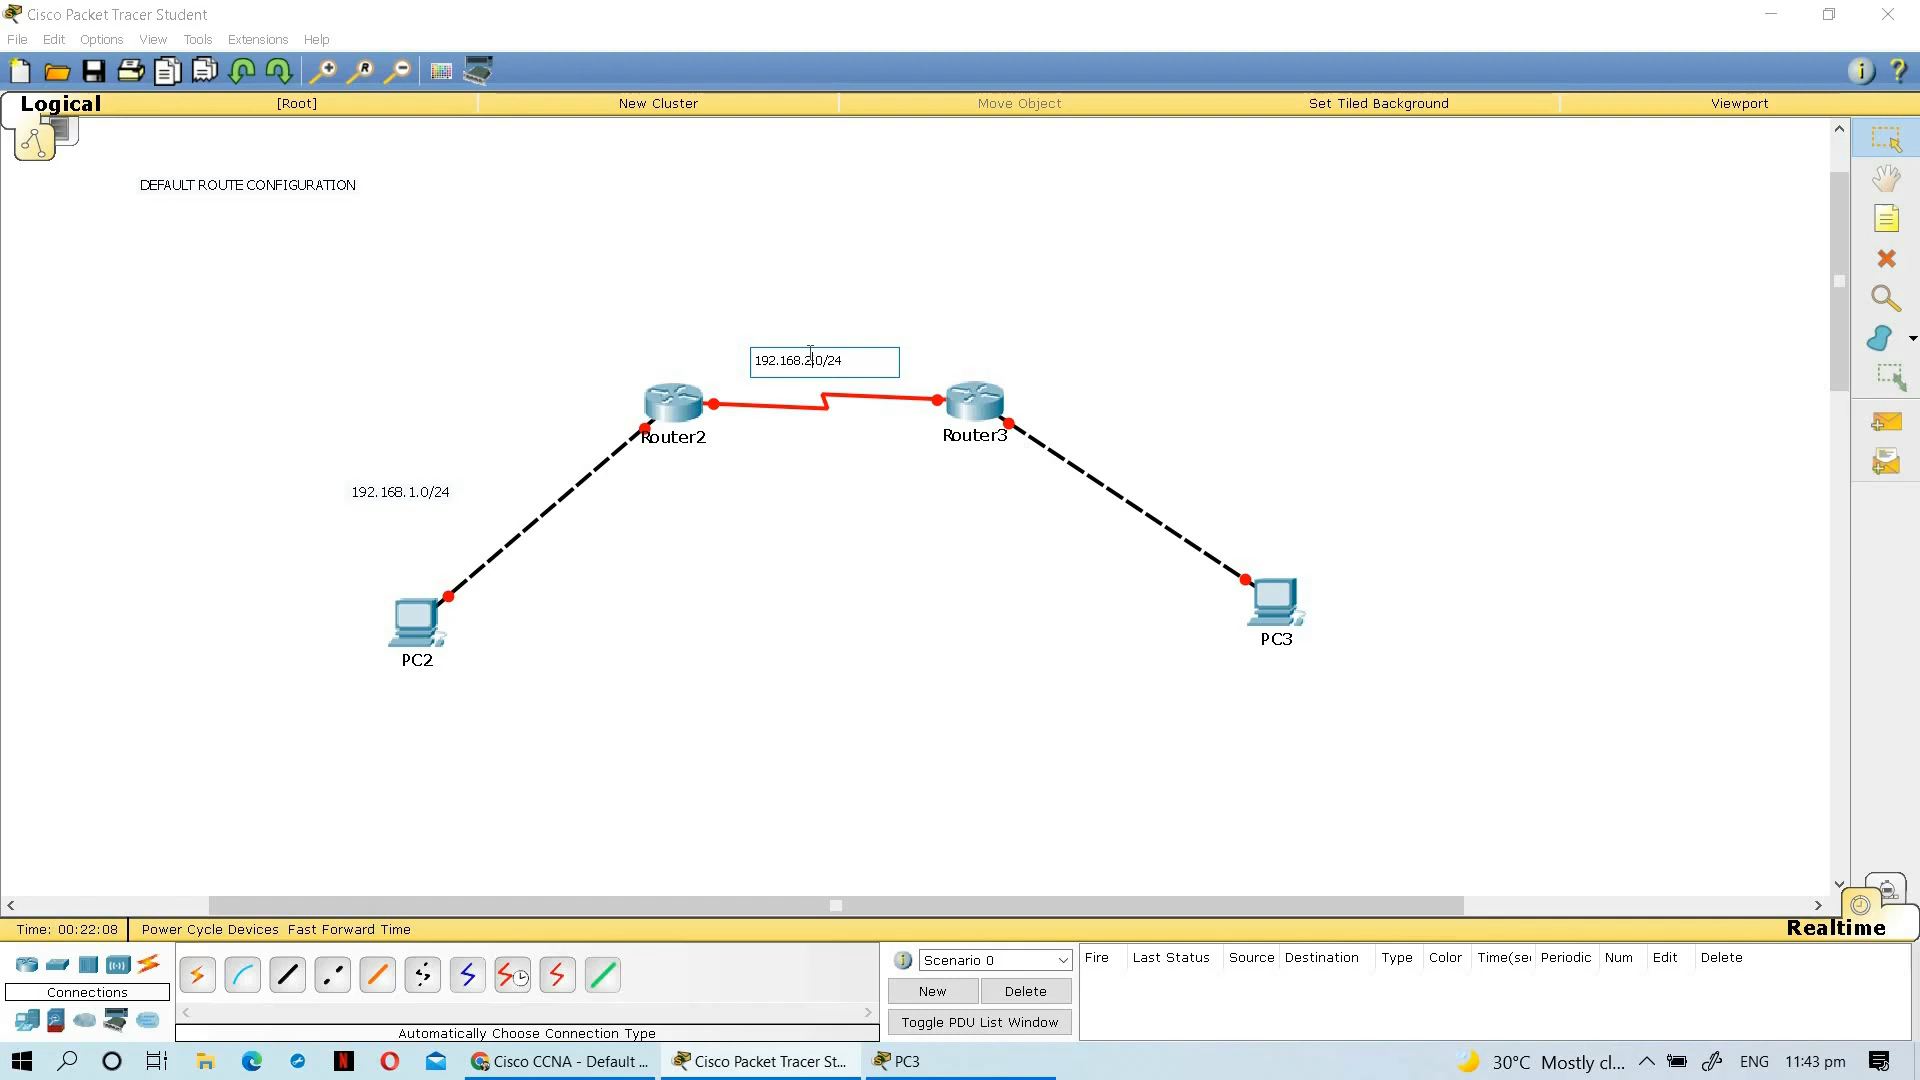 Cisco Packet Tracer Student
File Edit Options View Tools Extensions Help
Logical [Root] New Cluster Move Object Set Tiled Background Viewport
DEFAULT ROUTE CONFIGURATION
192.168.2.0/24
Router2 Router3
192.168.1.0/24
PC3
PC2
Time: 00:22:08 Power Cycle Devices Fast Forward Time Realtime
Scenario 0 Fire Last Status Source Destination Type Color Time(sec Periodic Num Edit Delete
Connections New Delete
Toggle PDU List Window
Automatically Choose Connection Type
Cisco CCNA - Default ... Cisco Packet Tracer St... PC3 30°C Mostly cl... ENG 11:43 pm